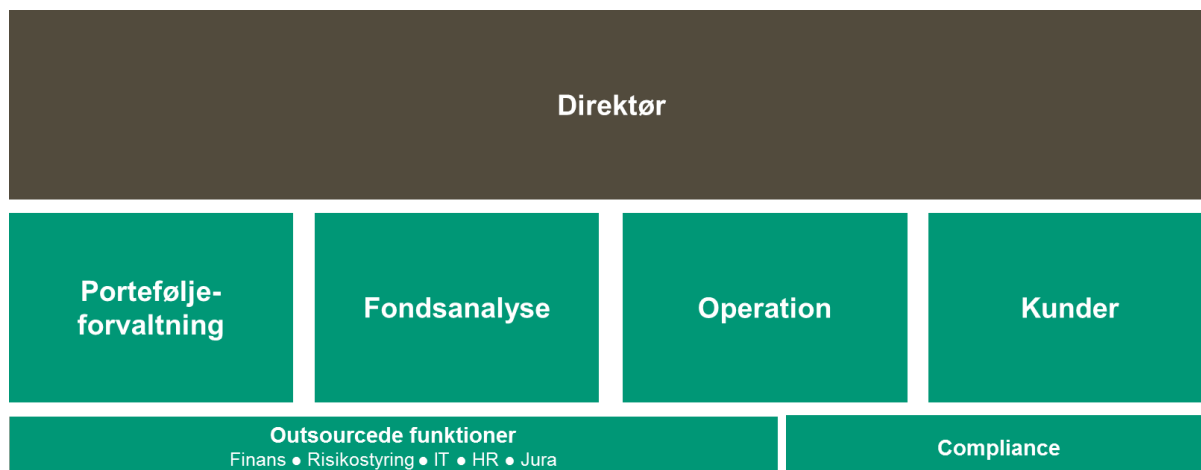 Direktør
Portefølje-
forvaltning
Fondsanalyse
Operation
Kunder
Outsourcede funktioner
Finans ● Risikostyring ● IT ● HR ● Jura
Compliance